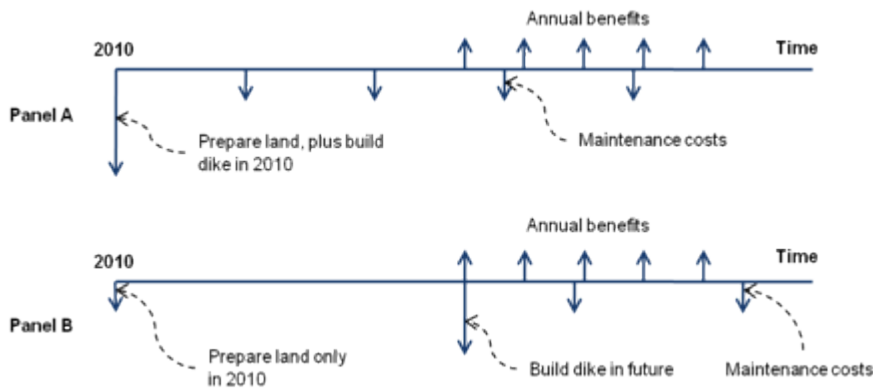 Annual benefits
2010
Time
Panel A
Prepare land, plus build
dike in 2010
Maintenance costs
Annual benefits
2010
Time
Panel B
Prepare land only
in 2010
Build dike in future
Maintenance costs